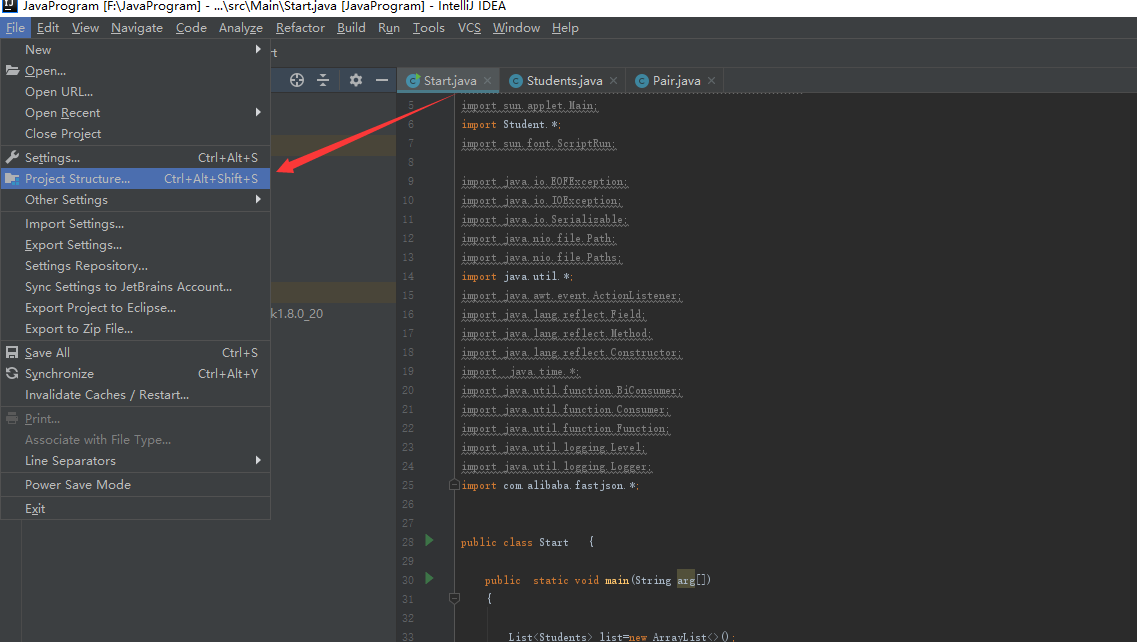 JavaProgram [F:\JavaProgram] - ...\src\Main\Start.java [JavaProgram] - IntelliJ IDEA
File Edit View Navigate Code Analyze Refactor Build Run Tools VCS Window Help
New
Open...
Open URL...
Open Recent
Close Project
Settings... Ctrl+Alt+S
Project Structure... Ctrl+Alt+Shift+S
Other Settings
Import Settings...
Export Settings...
Settings Repository...
Sync Settings to JetBrains Account...
Export Project to Eclipse...
Export to Zip File...
Save All Ctrl+S
Synchronize Ctrl+Alt+Y
Invalidate Caches / Restart...
Print...
Associate with File Type...
Line Separators
Power Save Mode
Exit
t
k1.8.0_20
Start.java Students.java Pair.java
5 import sun.applet.Main;
6 import Student.*;
7 import sun.font.ScriptRun;
8
9 import java.io.EOFException;
10 import java.io.IOException;
11 import java.io.Serializable;
12 import java.nio.file.Path;
13 import java.nio.file.Paths;
14 import java.util.*;
15 import java.awt.event.ActionListener;
16 import java.lang.reflect.Field;
17 import java.lang.reflect.Method;
18 import java.lang.reflect.Constructor;
19 import  java.time.*;
20 import java.util.function.BiConsumer;
21 import java.util.function.Consumer;
22 import java.util.function.Function;
23 import java.util.logging.Level;
24 import java.util.logging.Logger;
25 import com.alibaba.fastjson.*;
26
27
28 public class Start   {
29
30 public  static void main(String arg[])
31 {
32
33 List<Students> list=new ArrayList<>();